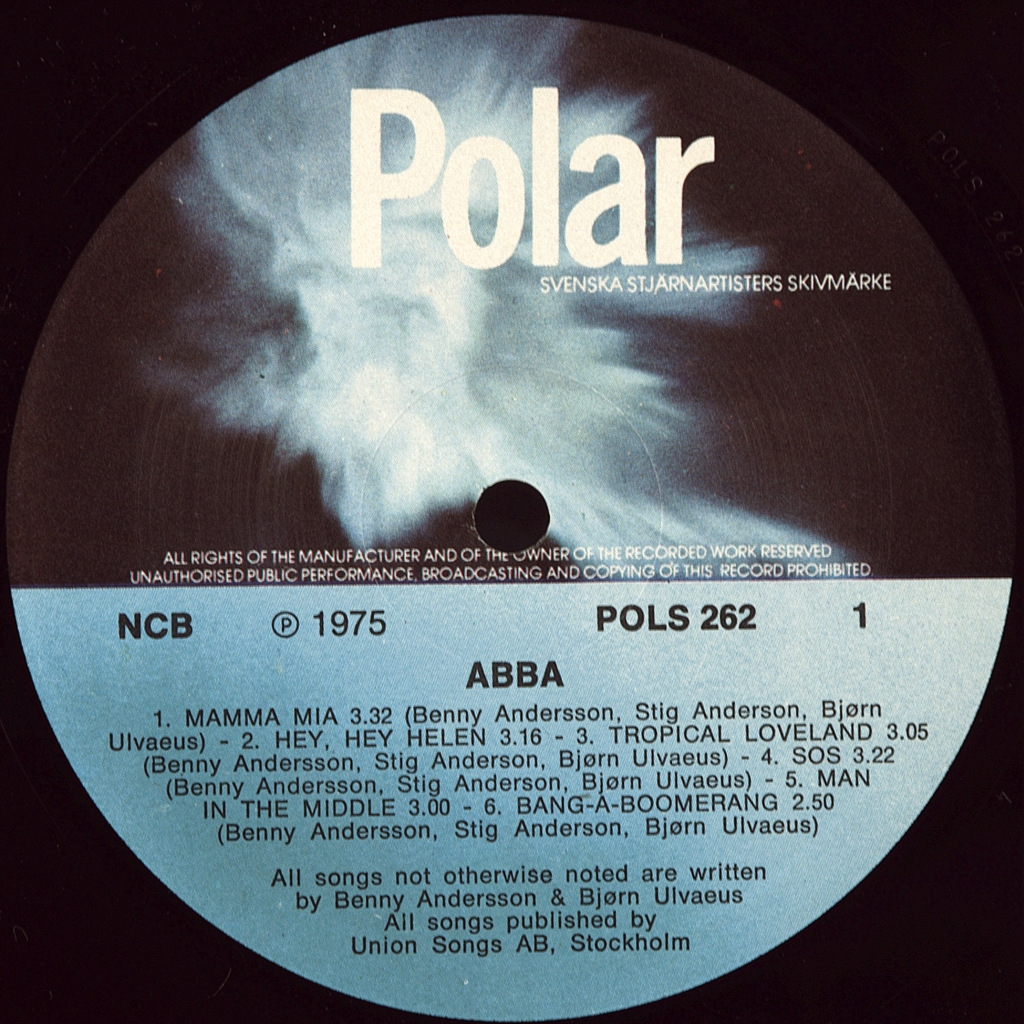 Polar
SVENSKA STJÄRNARTISTERS SKIVMÄRKE
POLS 262
ALL RIGHTS OF THE MANUFACTURER AND OF THE OWNER OF THE RECORDED WORK RESERVED
UNAUTHORISED PUBLIC PERFORMANCE, BROADCASTING AND COPYING OF THIS RECORD PROHIBITED.
NCB ℗ 1975 POLS 262 1
ABBA
1. MAMMA MIA 3.32 (Benny Andersson, Stig Anderson, Bjørn
Ulvaeus) - 2. HEY, HEY HELEN 3.16 - 3. TROPICAL LOVELAND 3.05
(Benny Andersson, Stig Anderson, Bjørn Ulvaeus) - 4. SOS 3.22
(Benny Andersson, Stig Anderson, Bjørn Ulvaeus) - 5. MAN
IN THE MIDDLE 3.00 - 6. BANG-A-BOOMERANG 2.50
(Benny Andersson, Stig Anderson, Bjørn Ulvaeus)
All songs not otherwise noted are written
by Benny Andersson & Bjørn Ulvaeus
All songs published by
Union Songs AB, Stockholm